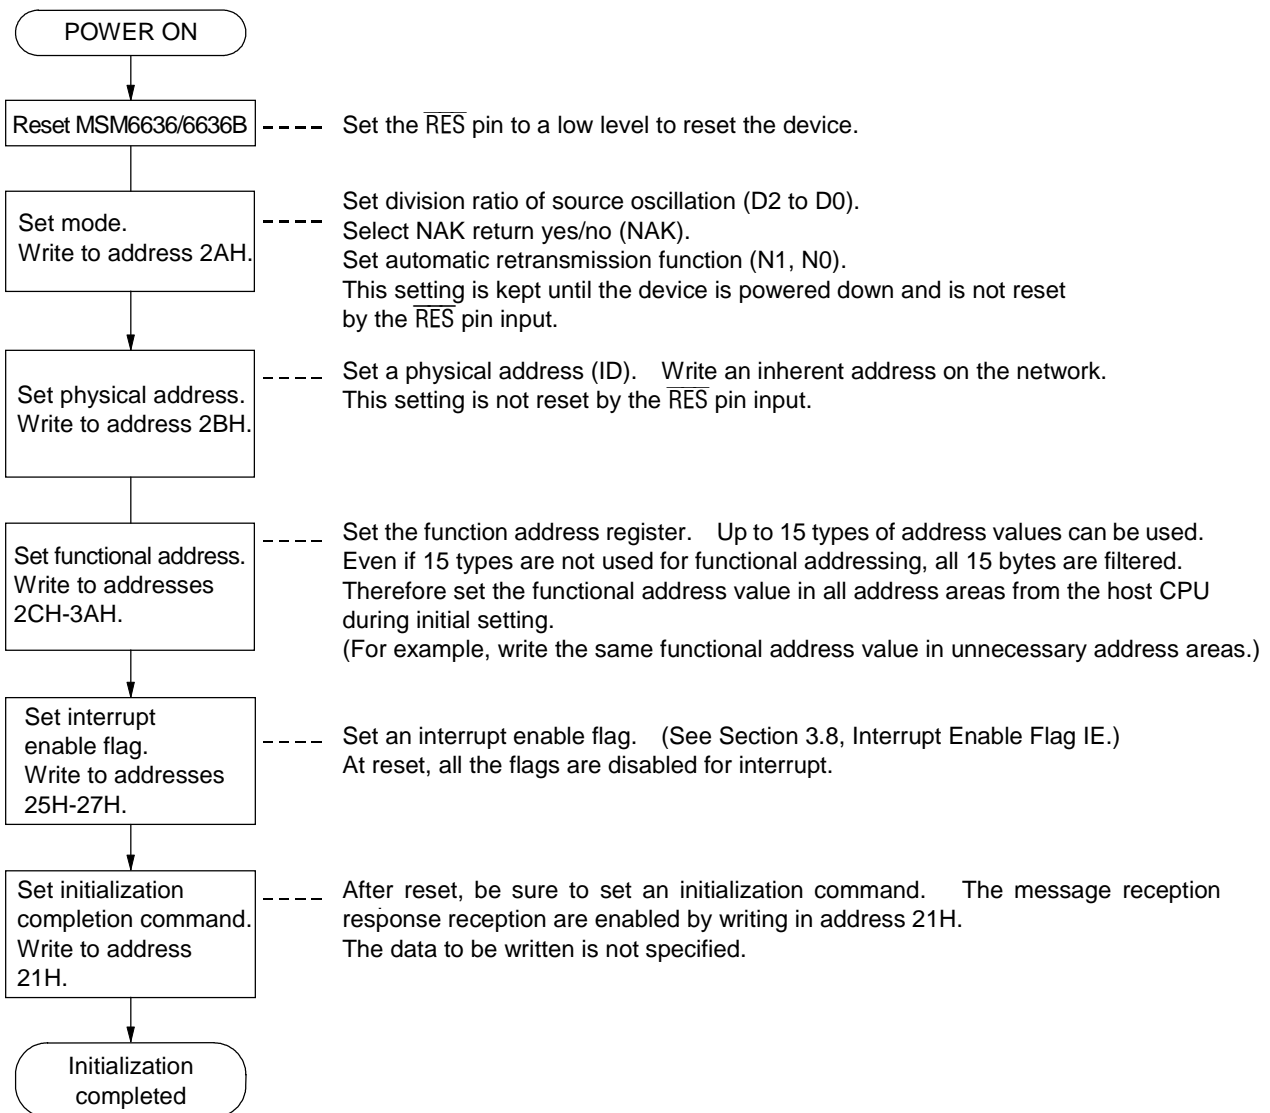 POWER ON
Reset MSM6636/6636B
Set the RES pin to a low level to reset the device.
Set mode.
Write to address 2AH.
Set division ratio of source oscillation (D2 to D0).
Select NAK return yes/no (NAK).
Set automatic retransmission function (N1, N0).
This setting is kept until the device is powered down and is not reset
by the RES pin input.
Set physical address.
Write to address 2BH.
Set a physical address (ID). Write an inherent address on the network.
This setting is not reset by the RES pin input.
Set functional address.
Write to addresses
2CH-3AH.
Set the function address register. Up to 15 types of address values can be used.
Even if 15 types are not used for functional addressing, all 15 bytes are filtered.
Therefore set the functional address value in all address areas from the host CPU
during initial setting.
(For example, write the same functional address value in unnecessary address areas.)
Set interrupt
enable flag.
Write to addresses
25H-27H.
Set an interrupt enable flag. (See Section 3.8, Interrupt Enable Flag IE.)
At reset, all the flags are disabled for interrupt.
Set initialization
completion command.
Write to address
21H.
After reset, be sure to set an initialization command. The message reception
response reception are enabled by writing in address 21H.
The data to be written is not specified.
Initialization
completed